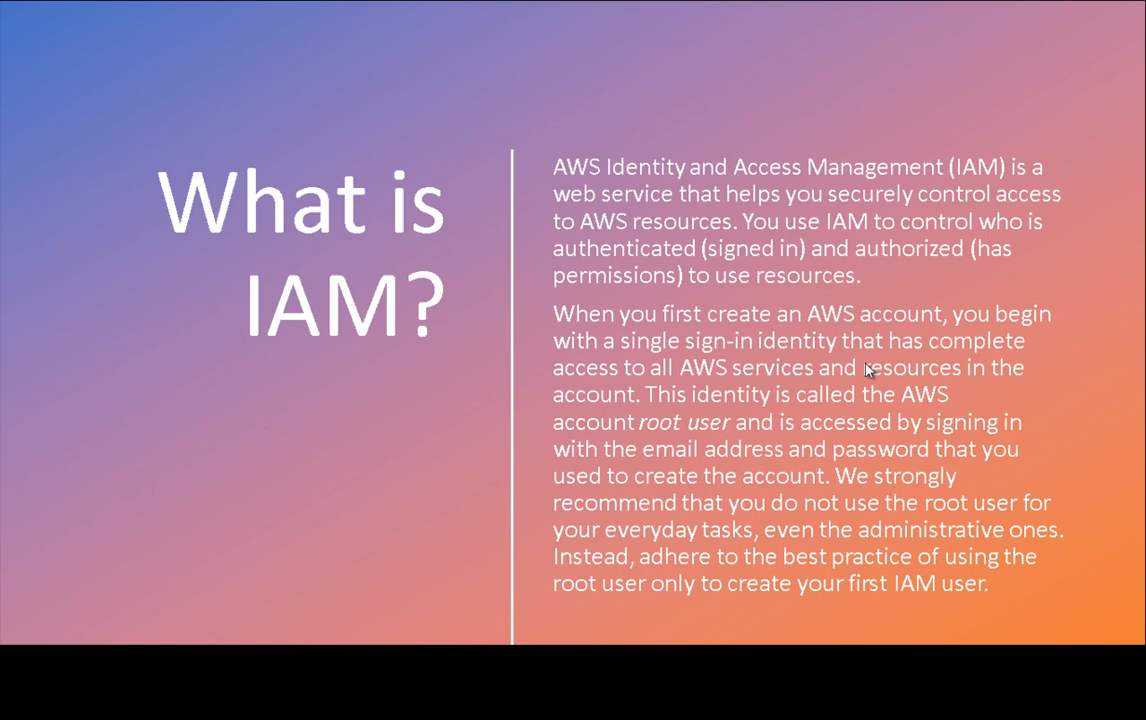 What is
IAM?
AWS Identity and Access Management (IAM) is a
web service that helps you securely control access
to AWS resources. You use IAM to control who is
authenticated (signed in) and authorized (has
permissions) to use resources.
When you first create an AWS account, you begin
with a single sign-in identity that has complete
access to all AWS services and resources in the
account. This identity is called the AWS
account root user and is accessed by signing in
with the email address and password that you
used to create the account. We strongly
recommend that you do not use the root user for
your everyday tasks, even the administrative ones.
Instead, adhere to the best practice of using the
root user only to create your first IAM user.